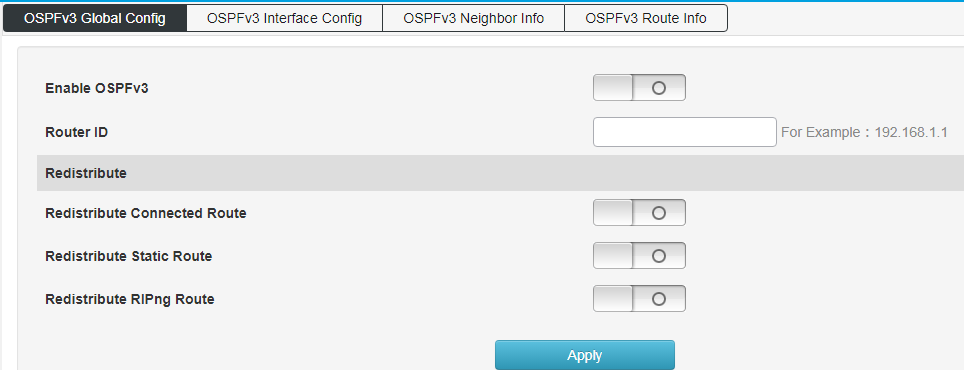 OSPFv3 Global Config OSPFv3 Interface Config OSPFv3 Neighbor Info OSPFv3 Route Info
Enable OSPFv3
Router ID For Example : 192.168.1.1
Redistribute
Redistribute Connected Route
Redistribute Static Route
Redistribute RIPng Route
Apply